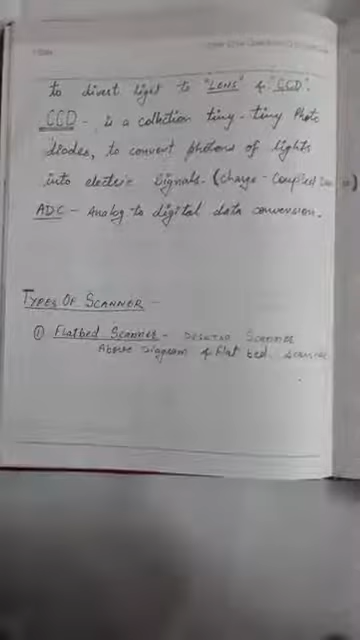 to divert light to "LENS" & "CCD".
CCD - is a collection tiny-tiny Photo
diodes, to convert photons of lights
into electric Signals. (Charge-Coupled
ADC - Analog to digital data conversion.
TYPES OF SCANNER -
① Flatbed Scanner - Desktop Scanner
Above Diagram of flat bed. Scanner